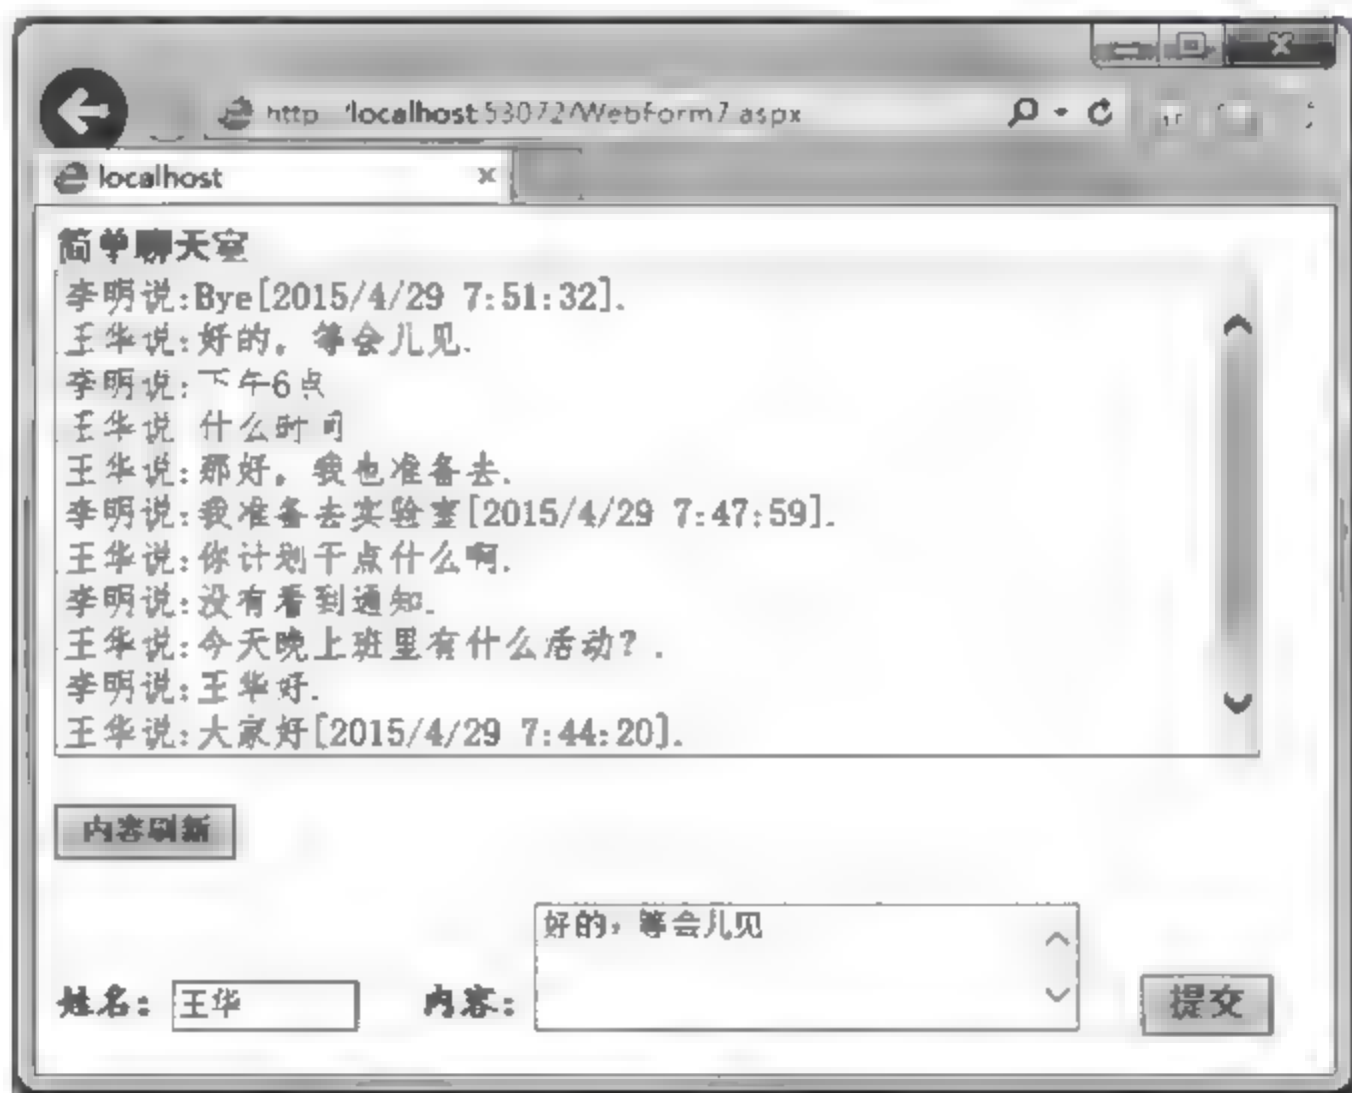 http://localhost:53072/WebForm7.aspx
localhost
简单聊天室
李明说:Bye[2015/4/29 7:51:32].
王华说:好的，等会儿见.
李明说:下午6点
王华说 什么时间
王华说:那好，我也准备去.
李明说:我准备去实验室[2015/4/29 7:47:59].
王华说:你计划干点什么啊.
李明说:没有看到通知.
王华说:今天晚上班里有什么活动?.
李明说:王华好.
王华说:大家好[2015/4/29 7:44:20].
内容刷新
好的，等会儿见
姓名: 王华 内容: 提交